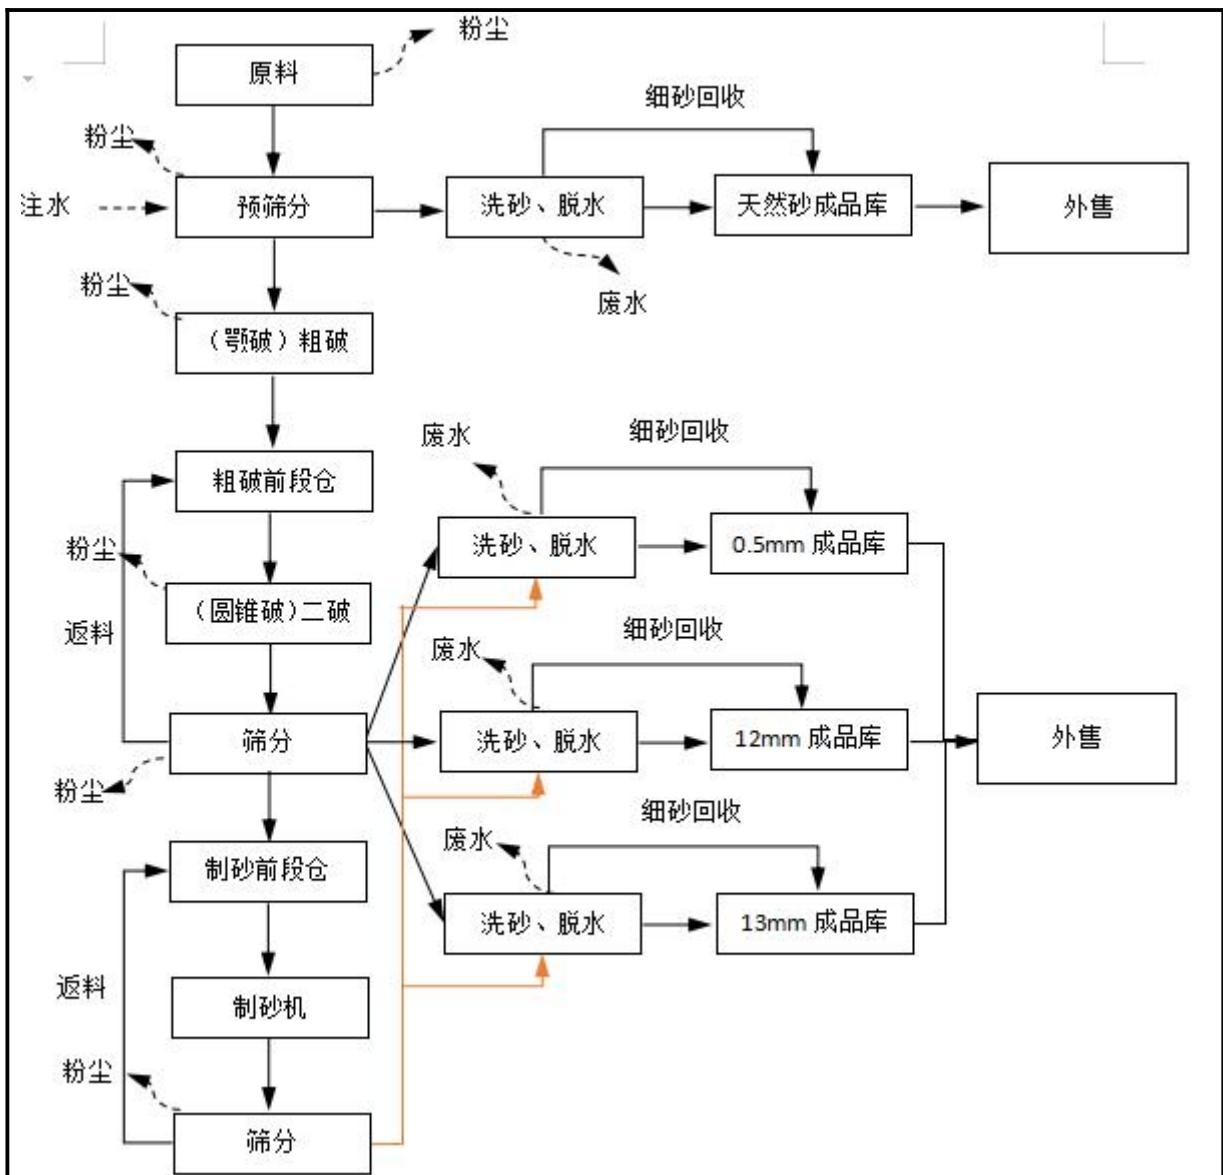 粉尘
原料
细砂回收
粉尘
注水
预筛分
洗砂、脱水
天然砂成品库
外售
粉尘
废水
（鄂破）粗破
废水
细砂回收
粗破前段仓
粉尘
洗砂、脱水
0.5mm 成品库
（圆锥破）二破
返料
废水
细砂回收
筛分
洗砂、脱水
12mm 成品库
外售
粉尘
细砂回收
废水
制砂前段仓
洗砂、脱水
13mm 成品库
返料
制砂机
粉尘
筛分